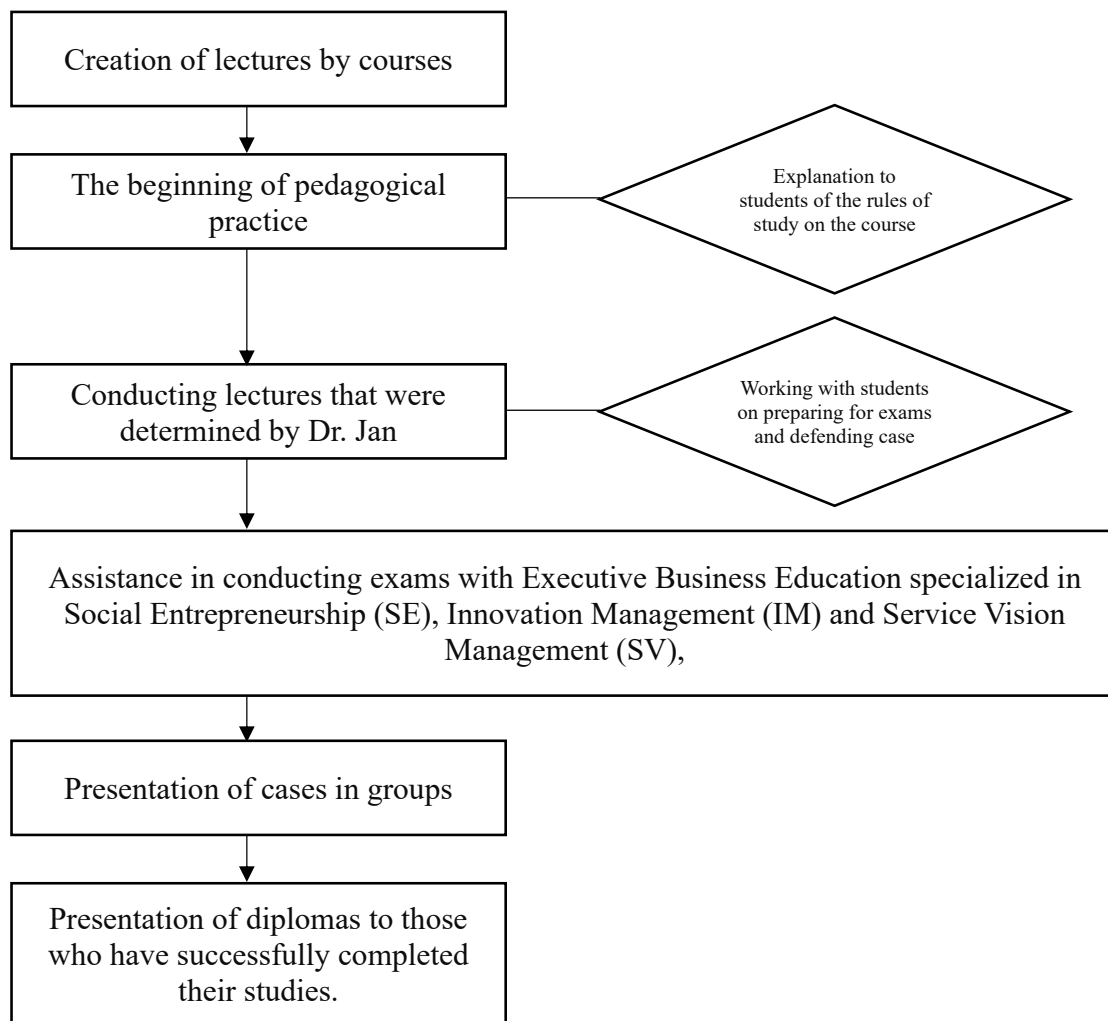 Creation of lectures by courses
The beginning of pedagogical
practice
Explanation to
students of the rules of
study on the course
Conducting lectures that were
determined by Dr. Jan
Working with students
on preparing for exams
and defending case
Assistance in conducting exams with Executive Business Education specialized in
Social Entrepreneurship (SE), Innovation Management (IM) and Service Vision
Management (SV),
Presentation of cases in groups
Presentation of diplomas to those
who have successfully completed
their studies.